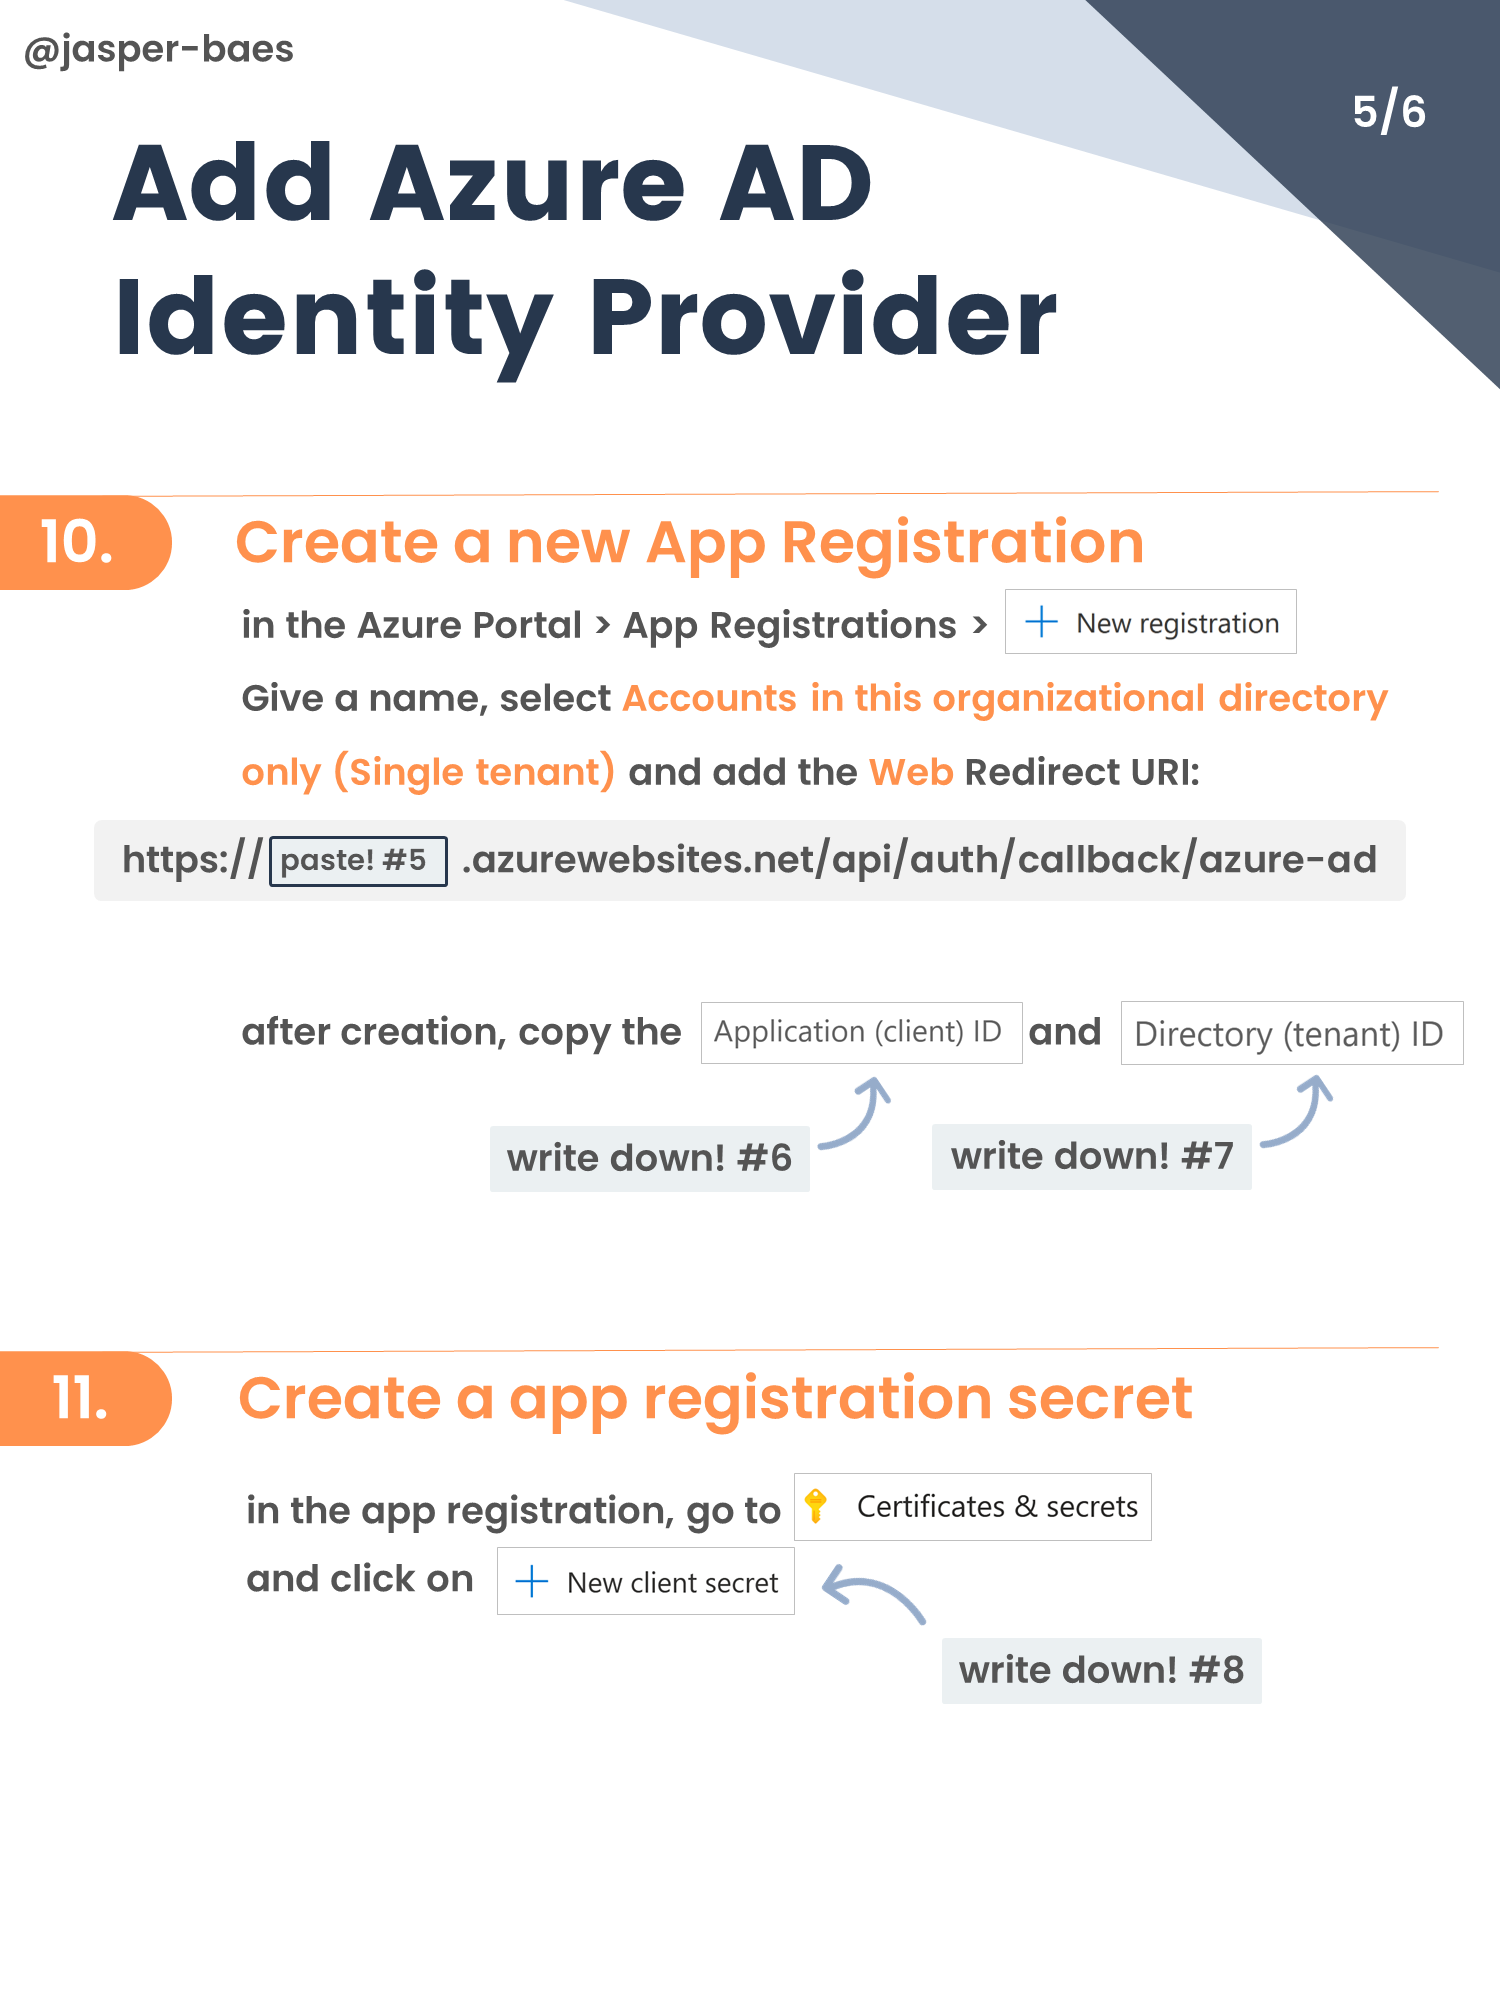 @jasper-baes
5/6
Add Azure AD
Identity Provider
10.
Create a new App Registration
in the Azure Portal > App Registrations > New registration
Give a name, select Accounts in this organizational directory
only (Single tenant) and add the Web Redirect URI:
https:// paste! #5 .azurewebsites.net/api/auth/callback/azure-ad
after creation, copy the Application (client) ID and Directory (tenant) ID
write down! #6
write down! #7
11.
Create a app registration secret
in the app registration, go to Certificates & secrets
and click on New client secret
write down! #8